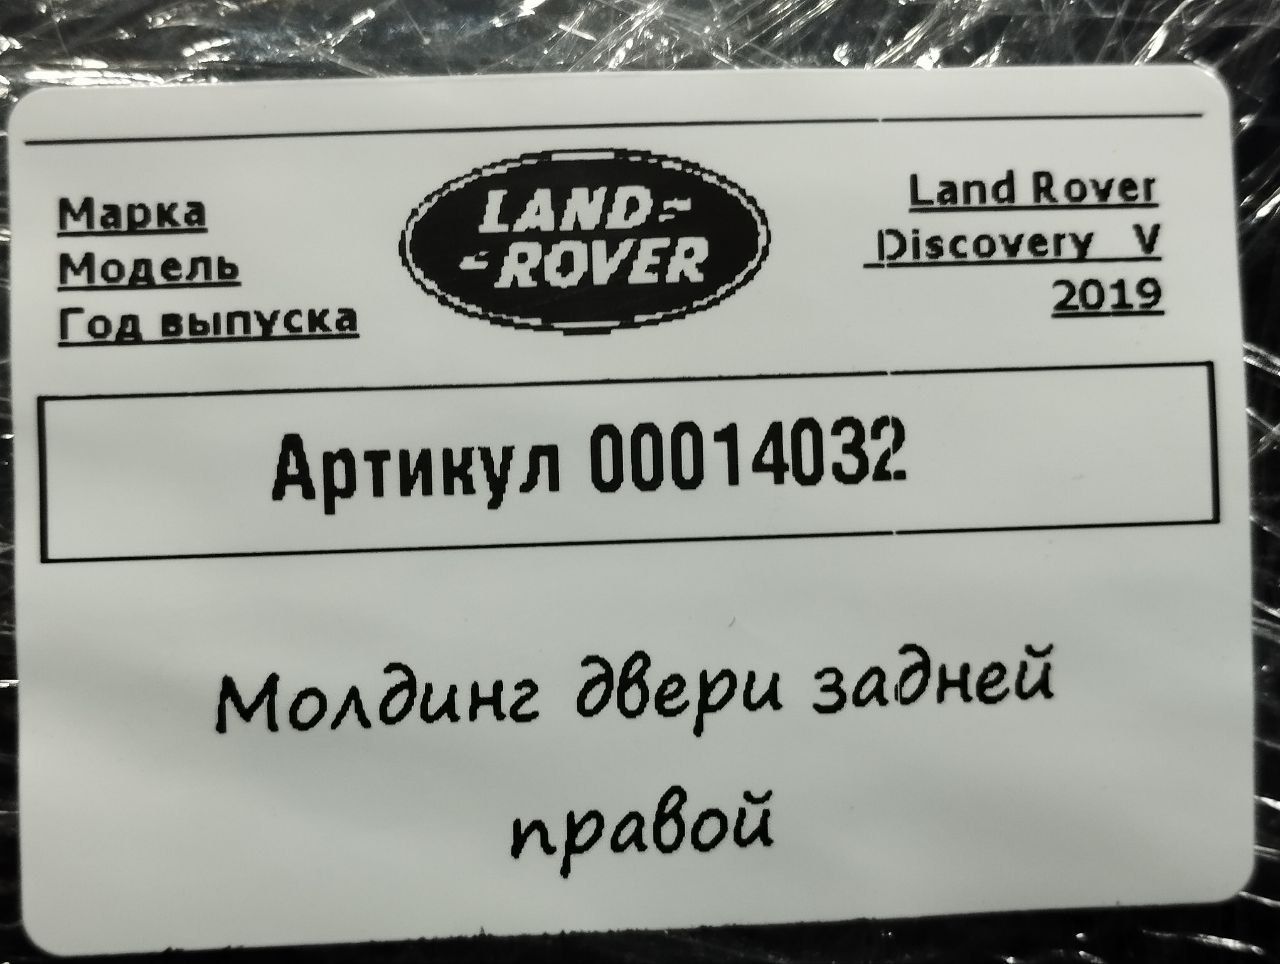 Марка
Модель
Год выпуска
LAND
ROVER
Land Rover
Discovery V
2019
Артикул 00014032
Молдинг двери задней
правой